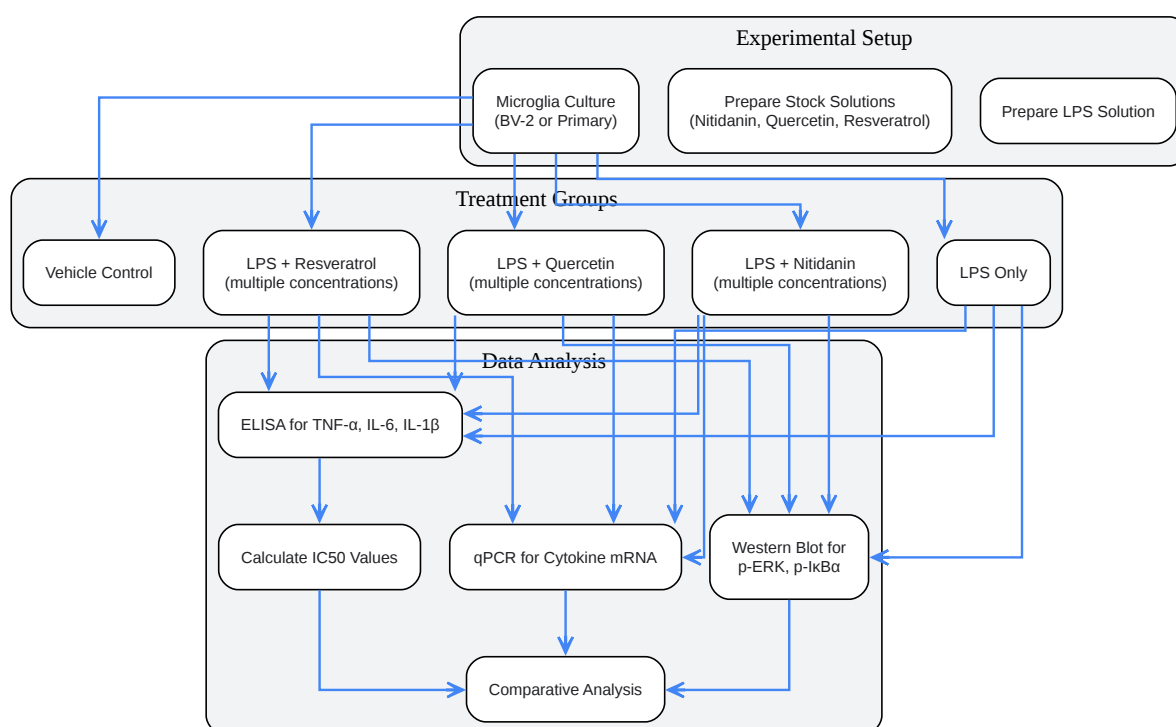 Experimental Setup
Microglia Culture
(BV-2 or Primary)
Prepare Stock Solutions
(Nitidanin, Quercetin, Resveratrol)
Prepare LPS Solution
Treatment Groups
Vehicle Control
LPS + Resveratrol
(multiple concentrations)
LPS + Quercetin
(multiple concentrations)
LPS + Nitidanin
(multiple concentrations)
LPS Only
Data Analysis
ELISA for TNF-α, IL-6, IL-1β
Calculate IC50 Values
qPCR for Cytokine mRNA
Western Blot for
p-ERK, p-IκBα
Comparative Analysis